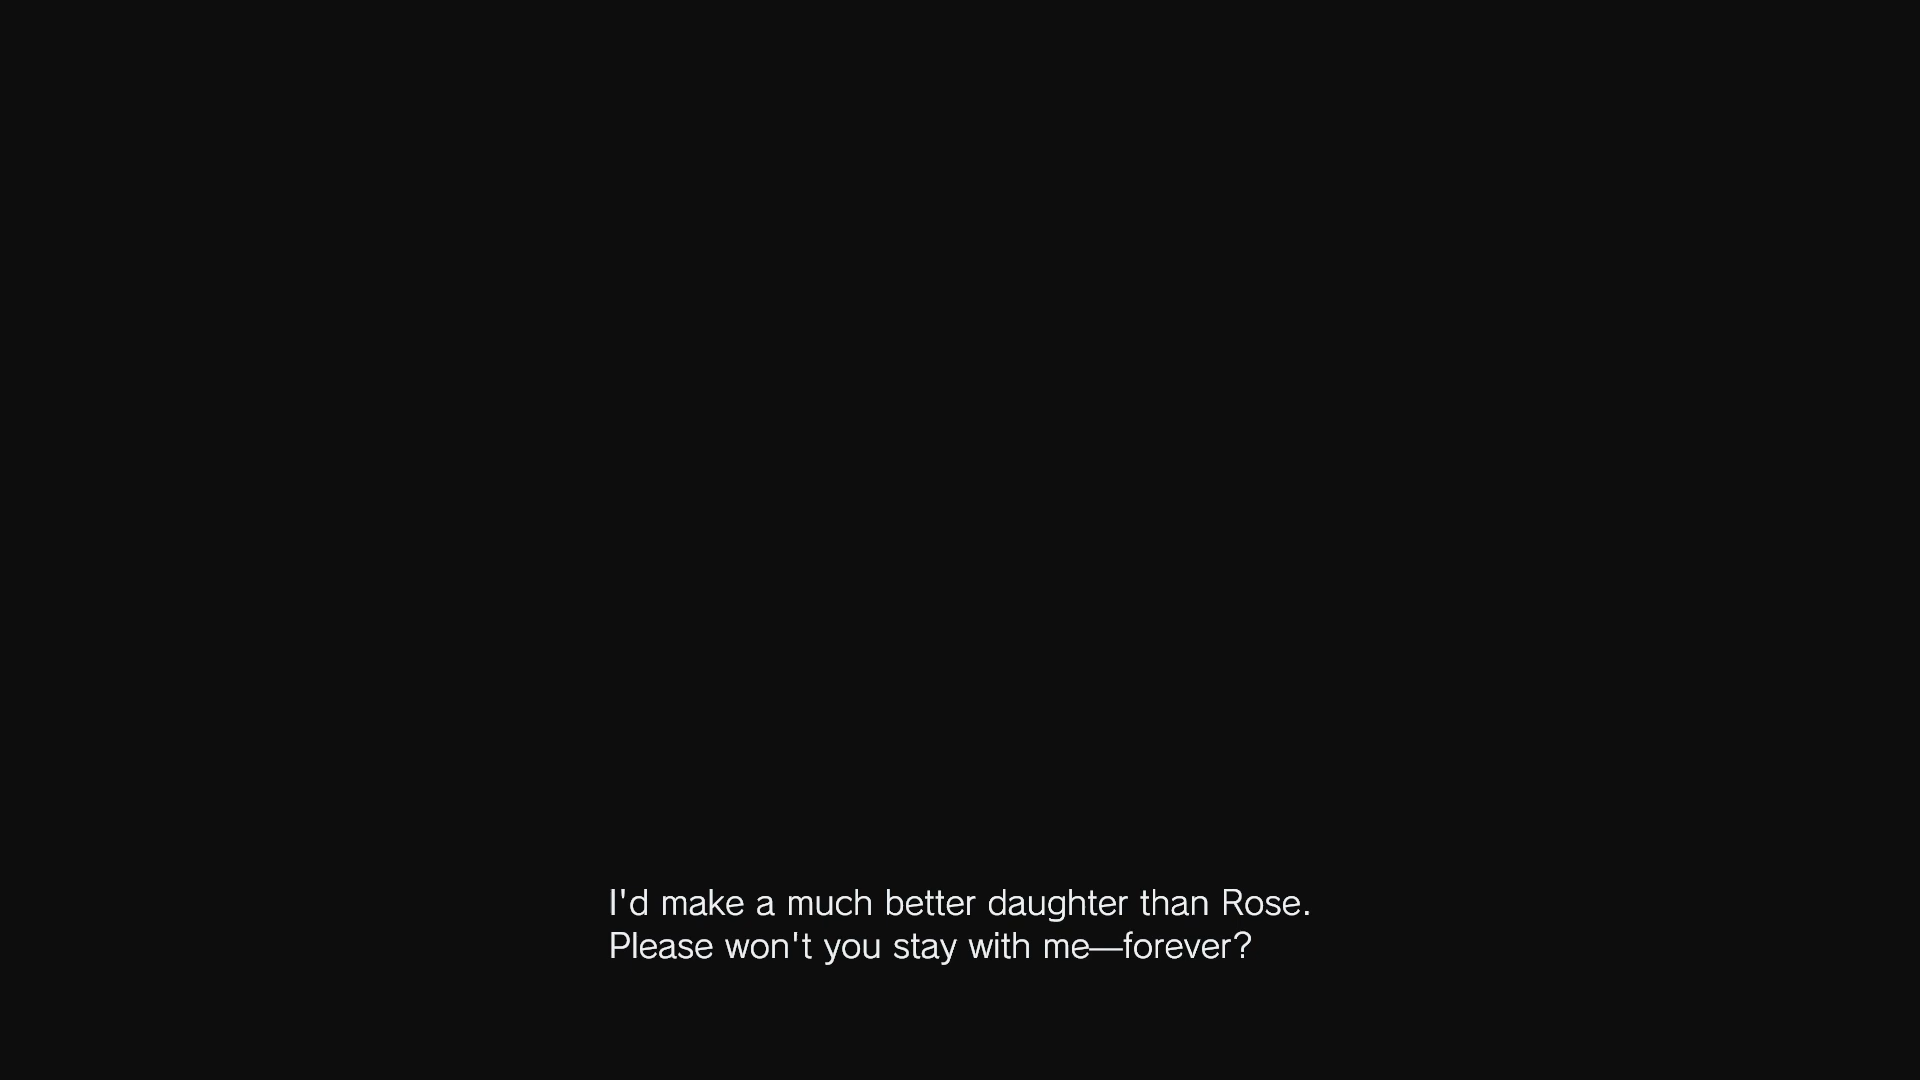 I'd make a much better daughter than Rose.
Please won't you stay with me—forever?